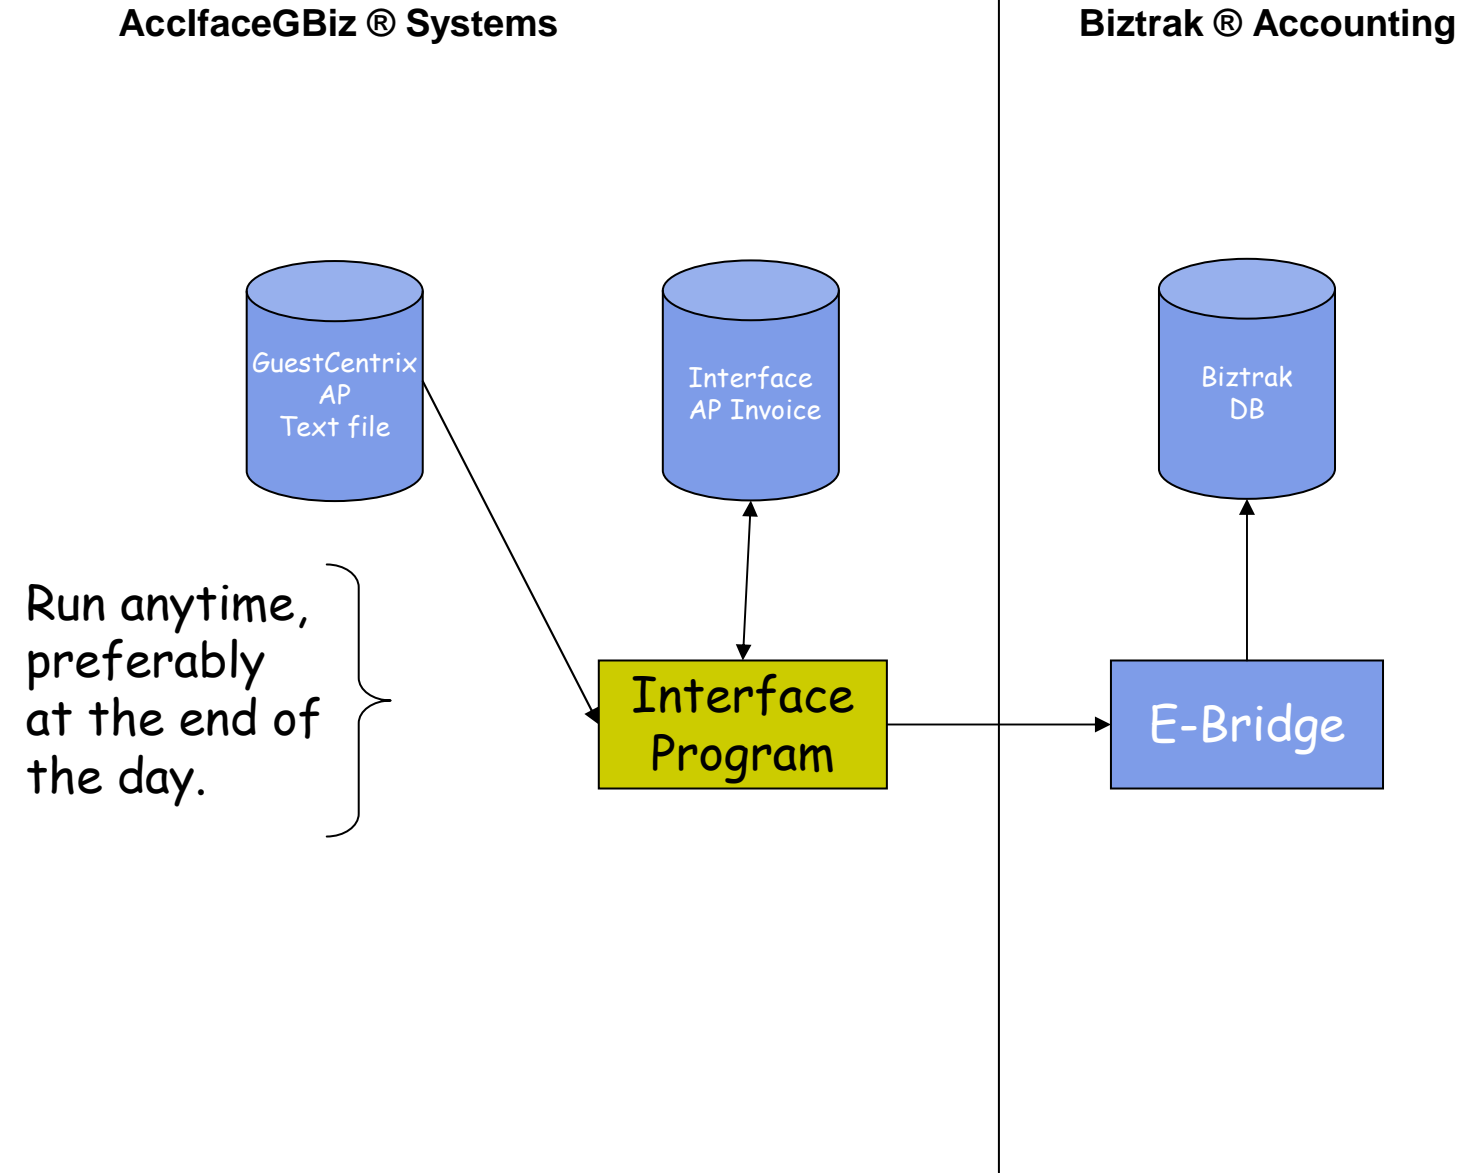 AccIfaceGBiz ® Systems
Biztrak ® Accounting
GuestCentrix
AP
Text file
Interface
AP Invoice
Biztrak
DB
Run anytime,
preferably
at the end of
the day.
Interface
Program
E-Bridge